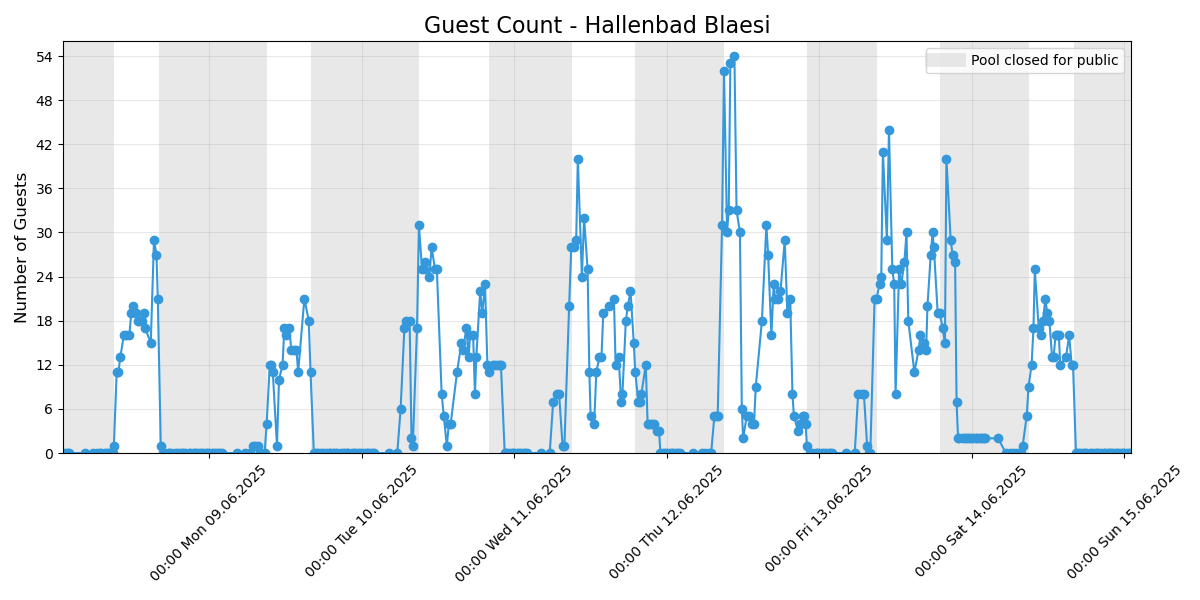 Guest Count - Hallenbad Blaesi
Pool closed for public
Number of Guests
54
48
42
36
30
24
18
12
6
0
00:00 Mon 09.06.2025
00:00 Tue 10.06.2025
00:00 Wed 11.06.2025
00:00 Thu 12.06.2025
00:00 Fri 13.06.2025
00:00 Sat 14.06.2025
00:00 Sun 15.06.2025